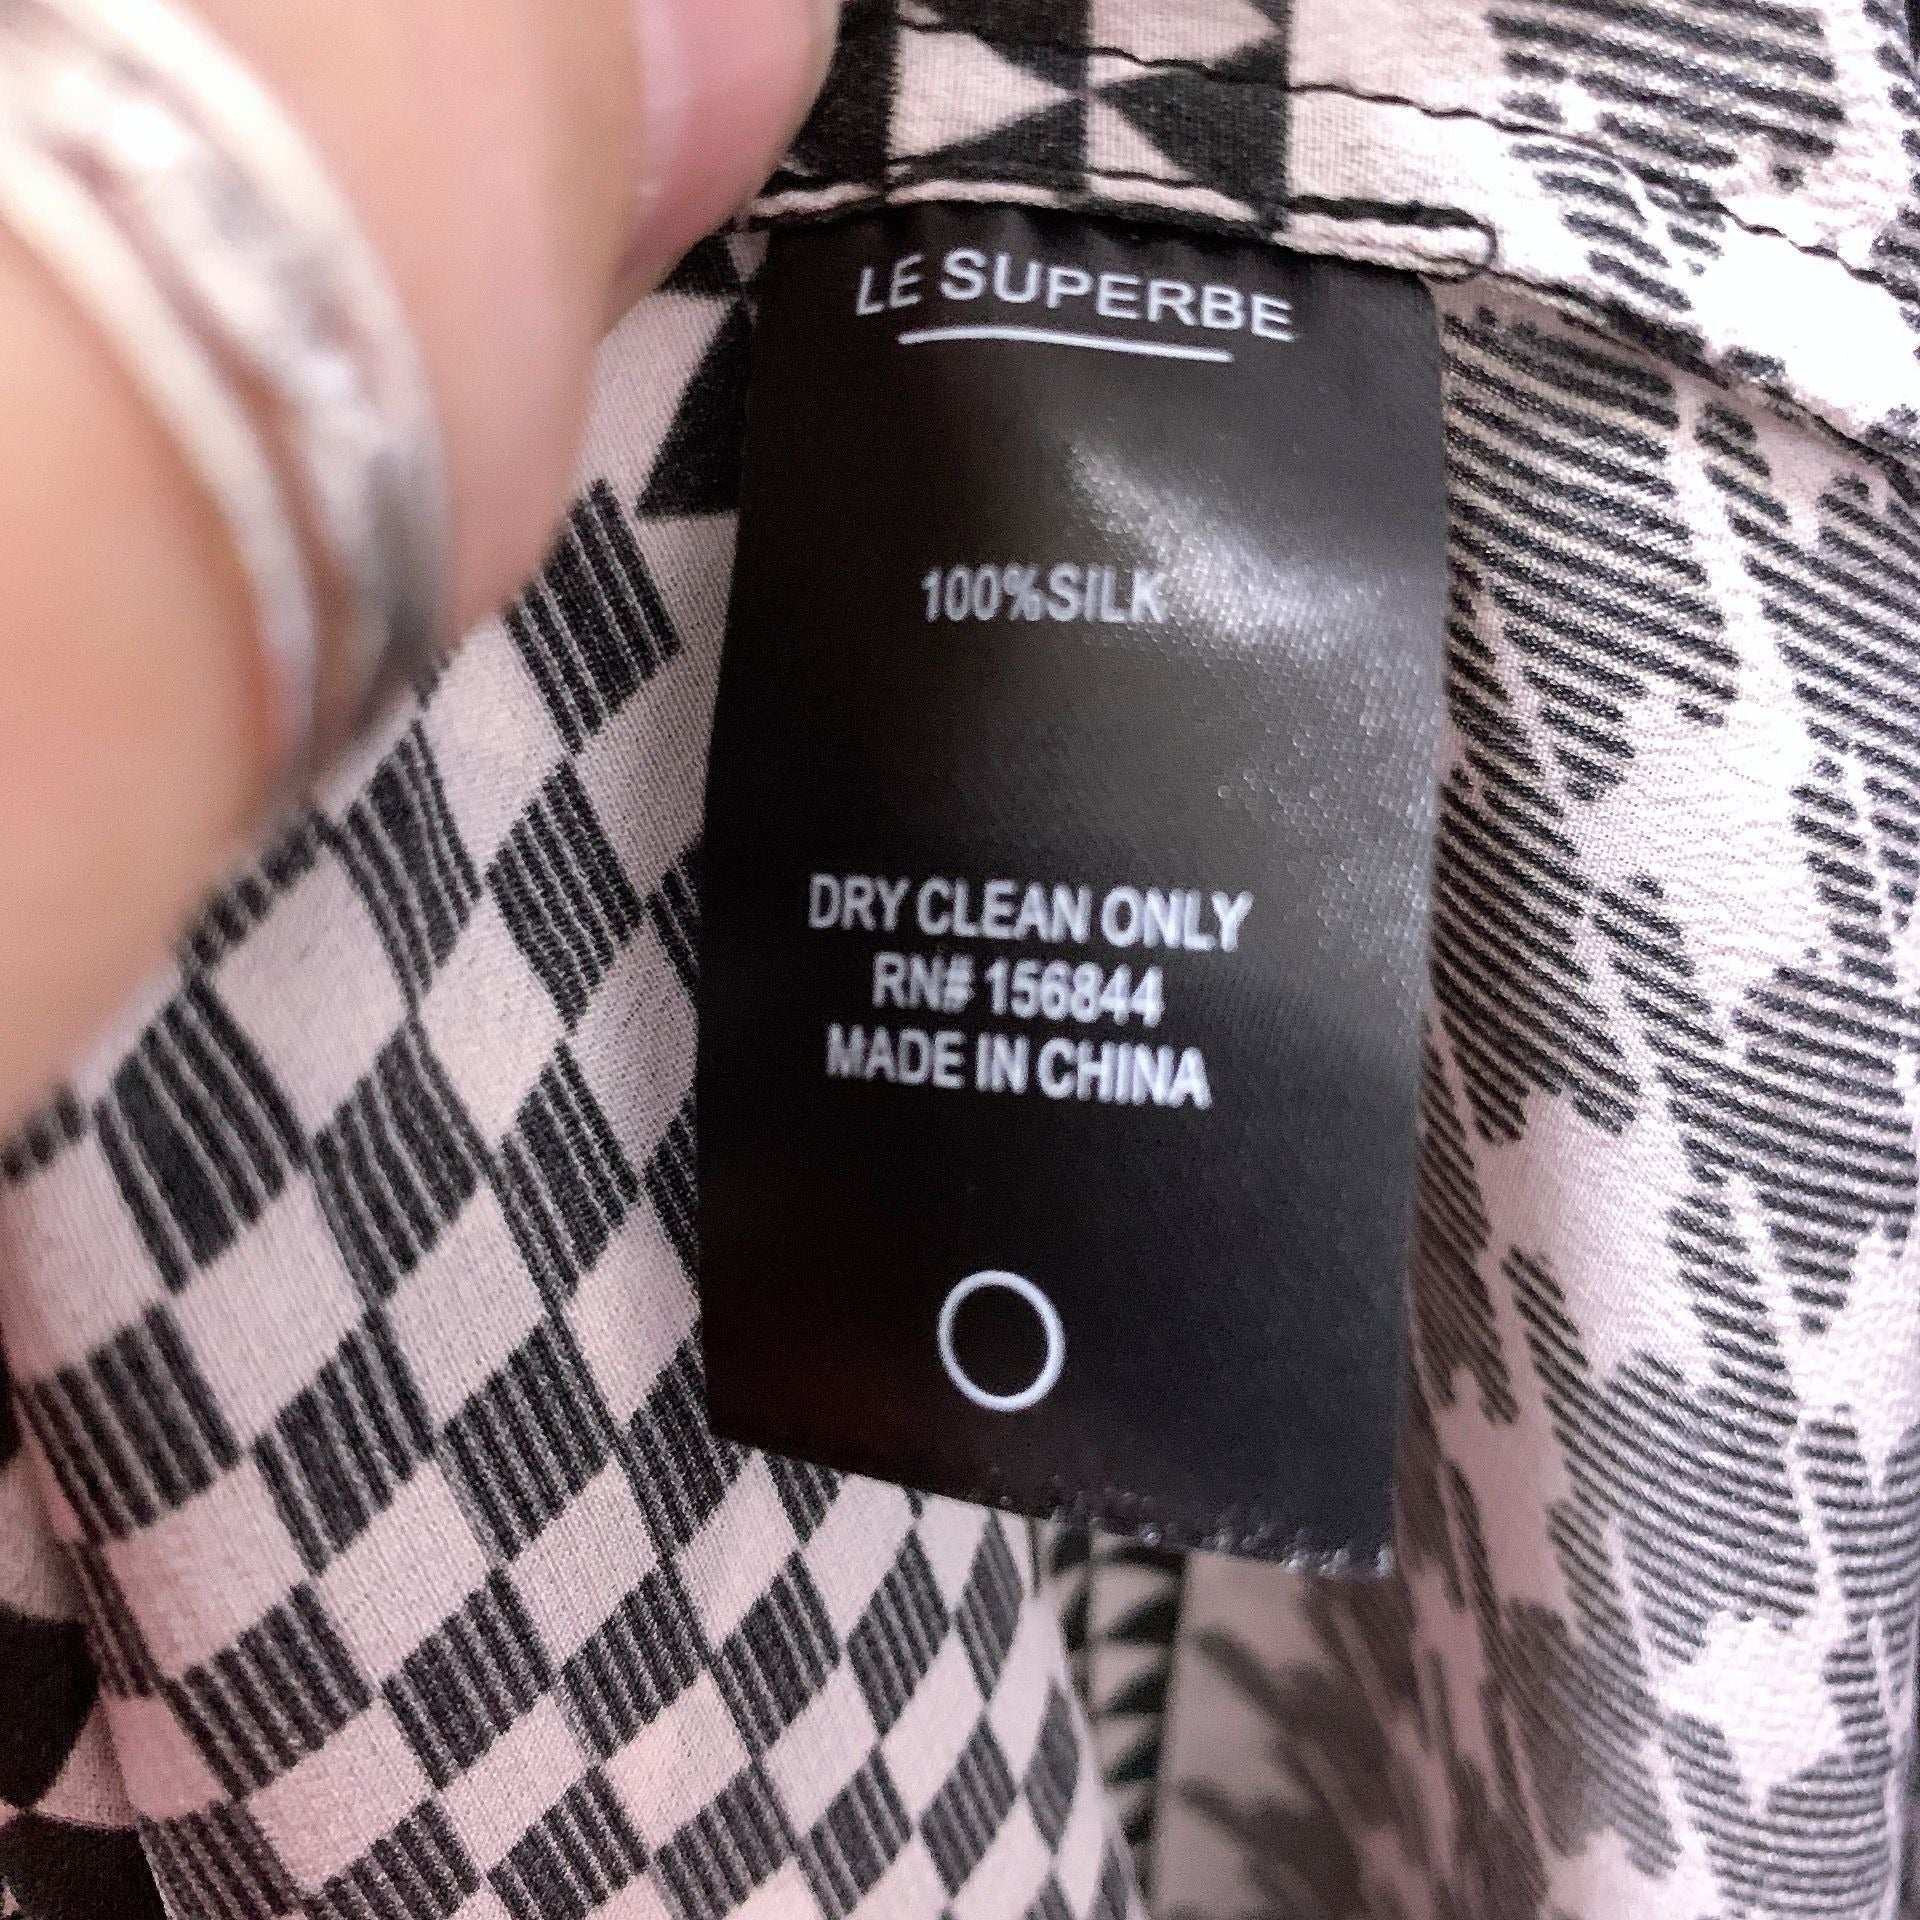 LE SUPERBE
100%SILK
DRY CLEAN ONLY
RN# 156844
MADE IN CHINA